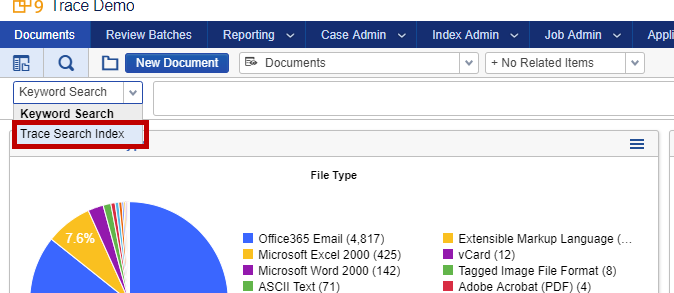 9 Trace Demo
Documents Review Batches Reporting Case Admin Index Admin Job Admin
New Document Documents + No Related Items
Keyword Search
Keyword Search
Trace Search Index
File Type
7.6%
Office365 Email (4,817) Extensible Markup Language (...
Microsoft Excel 2000 (425) vCard (12)
Microsoft Word 2000 (142) Tagged Image File Format (8)
ASCII Text (71) Adobe Acrobat (PDF) (4)